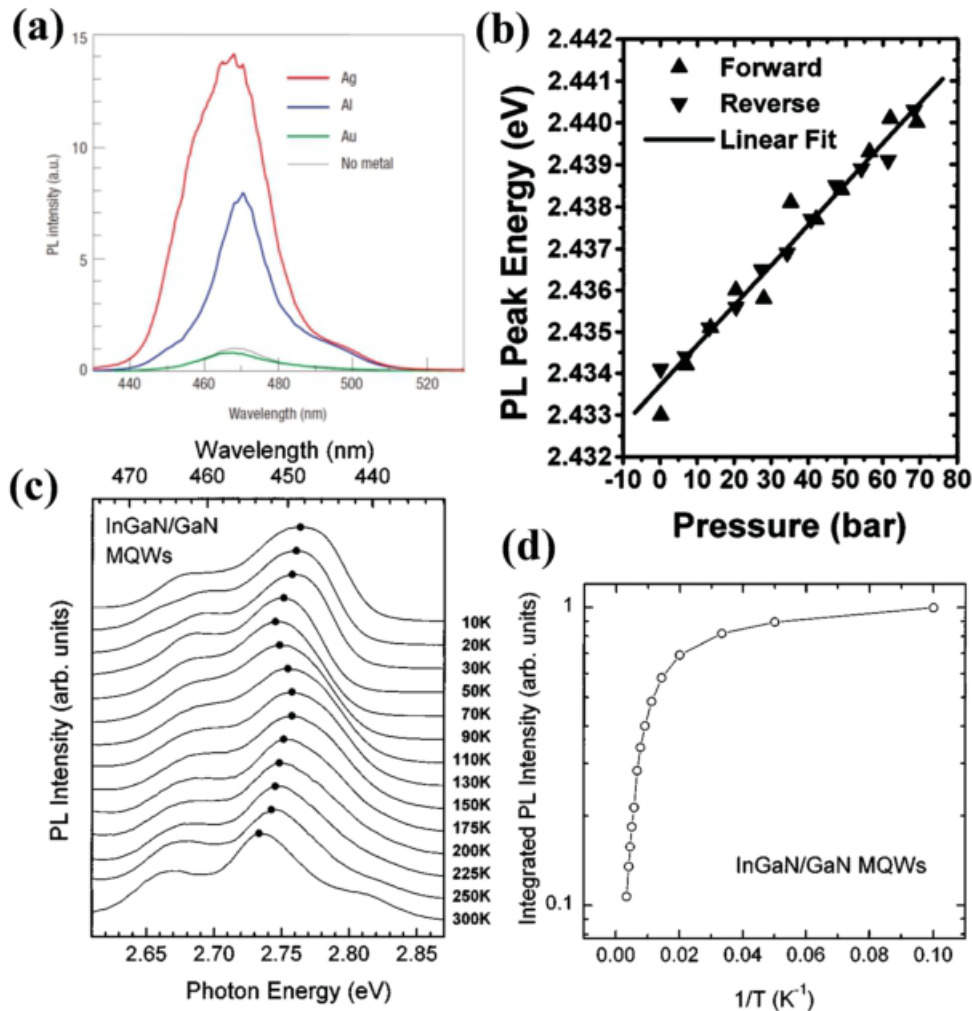 (a)
15
10
5
0
PL intensity (a.u.)
Ag
Al
Au
No metal
440 460 480 500 520
Wavelength (nm)
(b)
2.442
2.441
2.440
2.439
2.438
2.437
2.436
2.435
2.434
2.433
2.432
PL Peak Energy (eV)
Forward
Reverse
Linear Fit
-10 0 10 20 30 40 50 60 70 80
Pressure (bar)
(c)
Wavelength (nm)
470 460 450 440
InGaN/GaN
MQWs
PL Intensity (arb. units)
10K
20K
30K
50K
70K
90K
110K
130K
150K
175K
200K
225K
250K
300K
2.65 2.70 2.75 2.80 2.85
Photon Energy (eV)
(d)
1
0.1
Integrated PL Intensity (arb. units)
InGaN/GaN MQWs
0.00 0.02 0.04 0.06 0.08 0.10
1/T (K⁻¹)